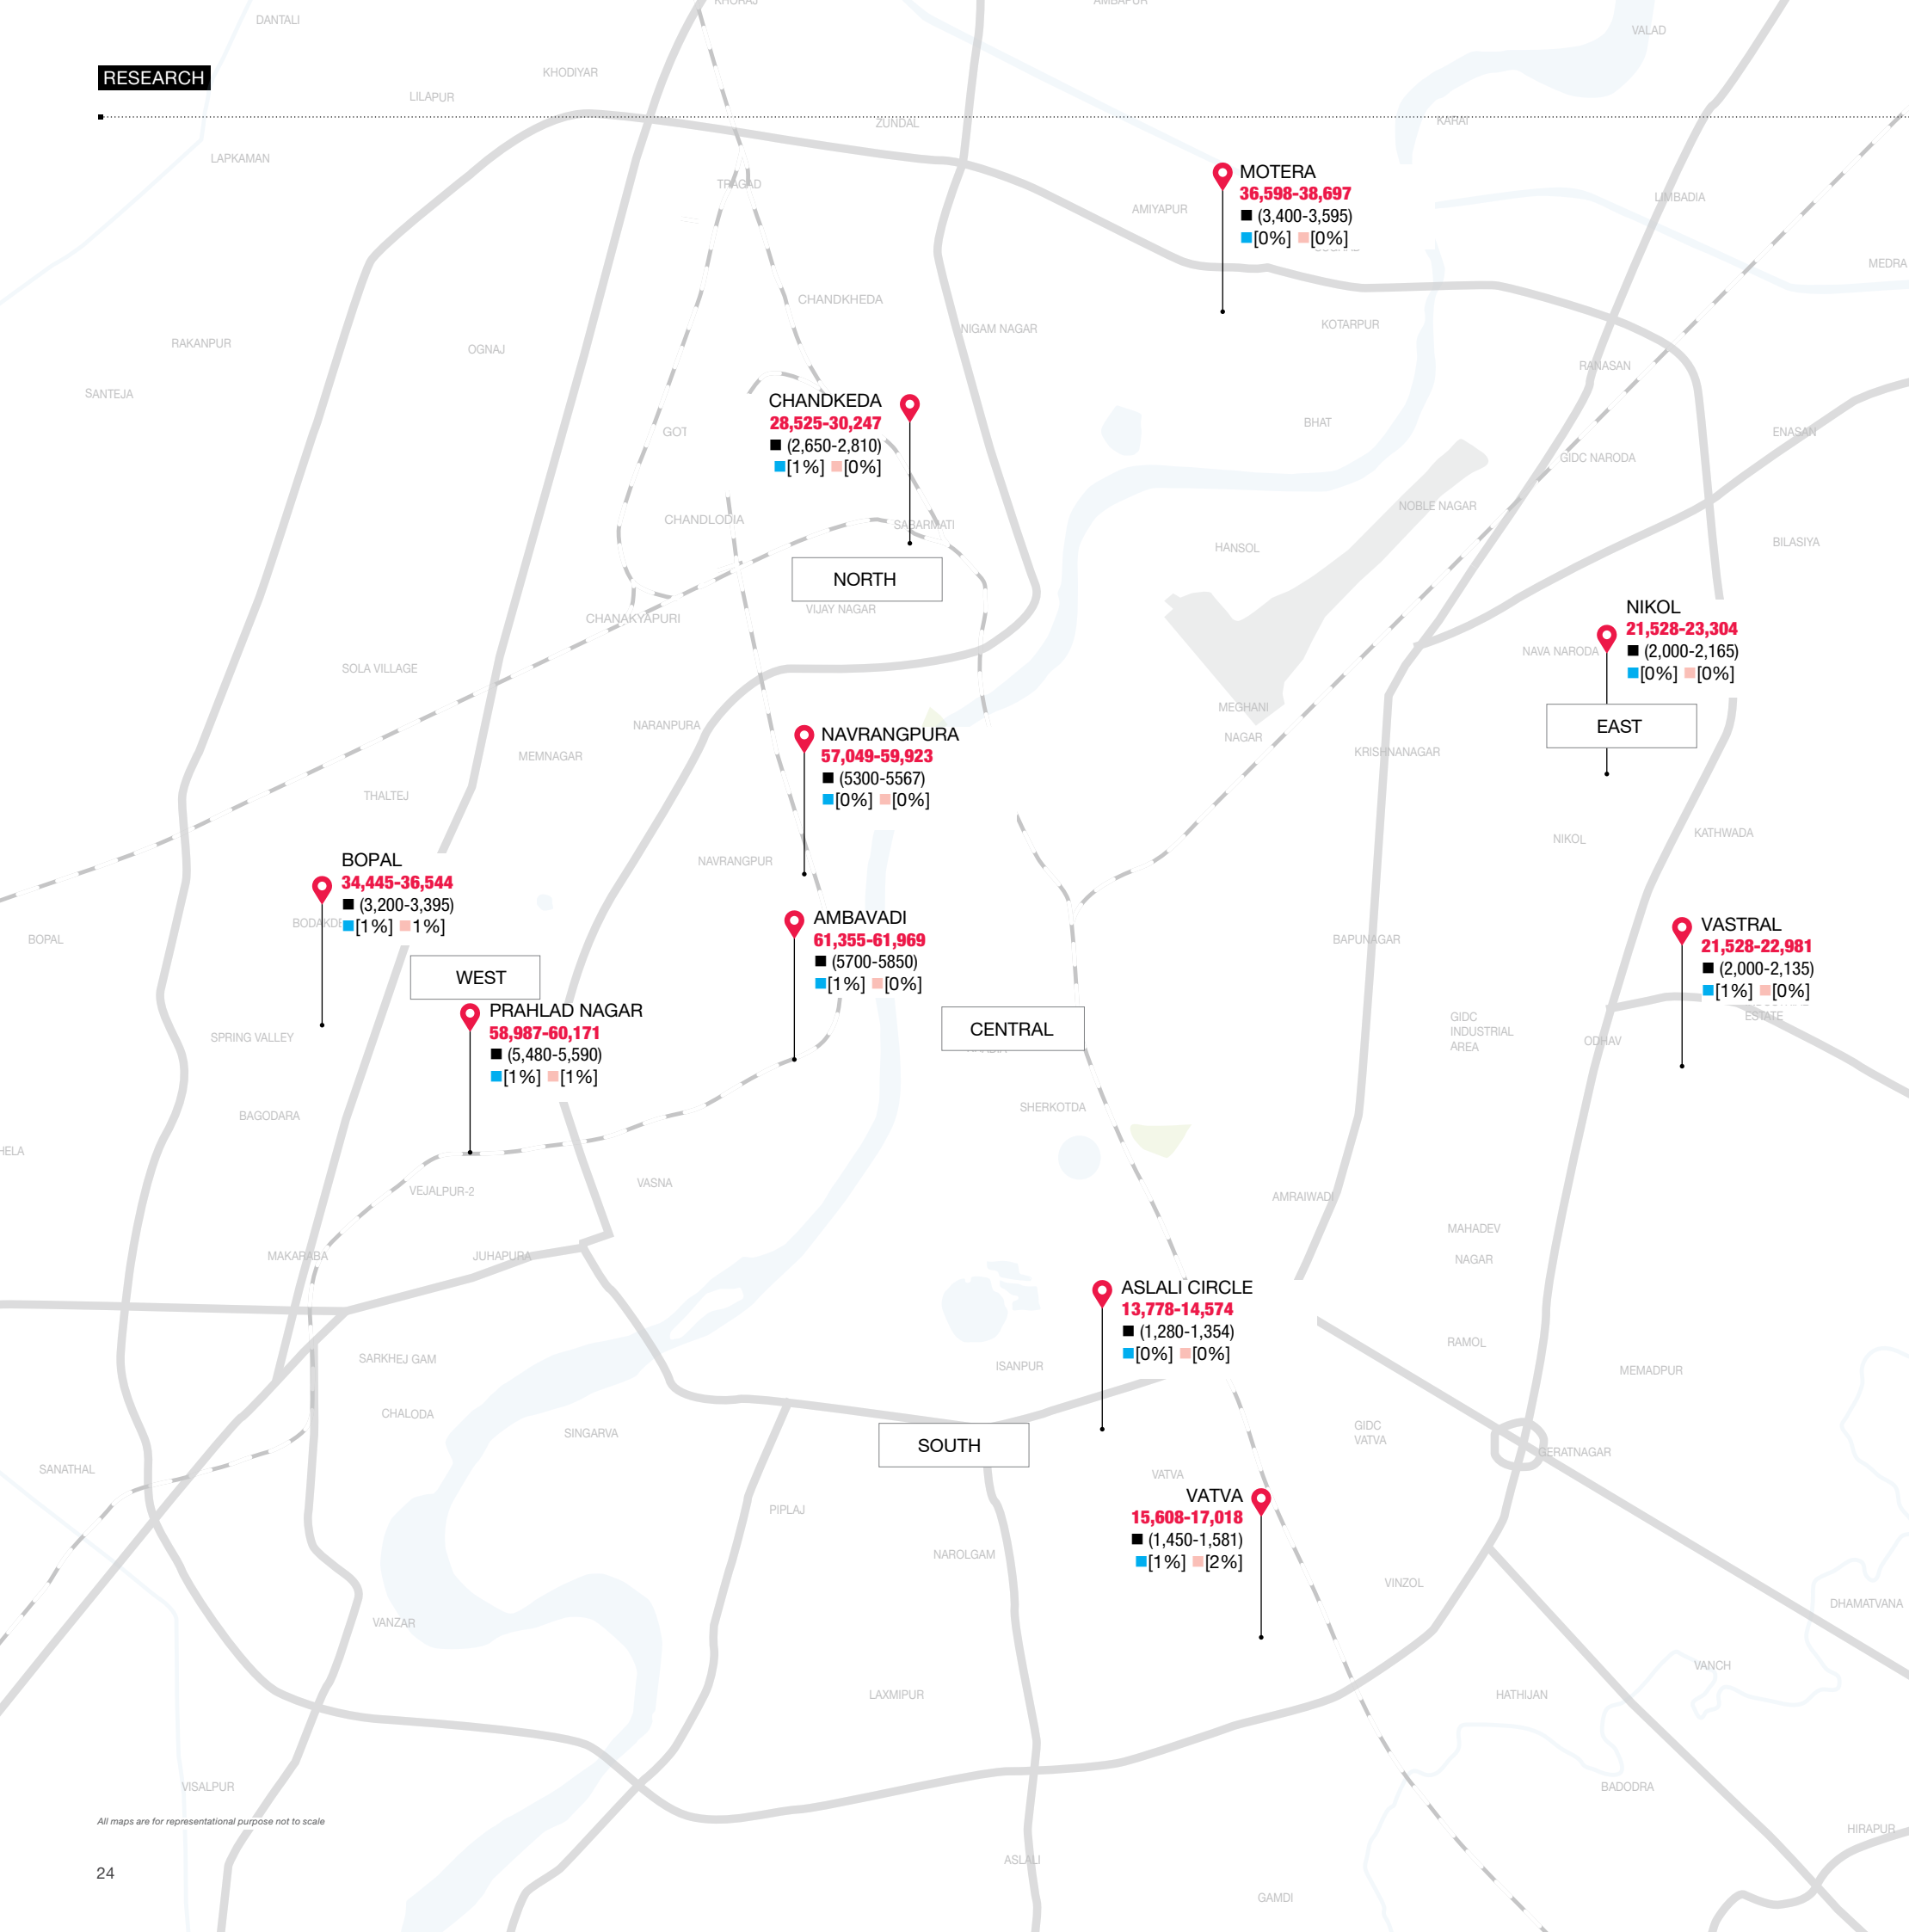 KHORAJ
AMBAPUR
DANTALI
VALAD
RESEARCH
KHODIYAR
LILAPUR
ZUNDAL
KARAI
LAPKAMAN
MOTERA
36,598-38,697
■ (3,400-3,595)
■[0%] ■[0%]
TRAGAD
LIMBADIA
AMIYAPUR
MEDRA
CHANDKHEDA
NIGAM NAGAR
KOTARPUR
RAKANPUR
OGNAJ
RANASAN
SANTEJA
CHANDKEDA
28,525-30,247
■ (2,650-2,810)
■[1%] ■[0%]
BHAT
GOT
ENASAN
GIDC NARODA
NOBLE NAGAR
CHANDLODIA
SABARMATI
HANSOL
BILASIYA
NORTH
VIJAY NAGAR
CHANAKYAPURI
NIKOL
21,528-23,304
■ (2,000-2,165)
■[0%] ■[0%]
NAVA NARODA
SOLA VILLAGE
MEGHANI
NAGAR
NARANPURA
EAST
NAVRANGPURA
57,049-59,923
■ (5300-5567)
■[0%] ■[0%]
MEMNAGAR
KRISHNANAGAR
THALTEJ
NIKOL
KATHWADA
BOPAL
34,445-36,544
■ (3,200-3,395)
■[1%] ■1%]
NAVRANGPUR
BODAKDE
BOPAL
AMBAVADI
61,355-61,969
■ (5700-5850)
■[1%] ■[0%]
BAPUNAGAR
VASTRAL
21,528-22,981
■ (2,000-2,135)
■[1%] ■[0%]
ESTATE
WEST
PRAHLAD NAGAR
58,987-60,171
■ (5,480-5,590)
■[1%] ■[1%]
CENTRAL
GIDC
INDUSTRIAL
AREA
ODHAV
SPRING VALLEY
BAGODARA
SHERKOTDA
HELA
VEJALPUR-2
VASNA
AMRAIWADI
MAHADEV
NAGAR
MAKARABA
JUHAPURA
ASLALI CIRCLE
13,778-14,574
■ (1,280-1,354)
■[0%] ■[0%]
RAMOL
SARKHEJ GAM
ISANPUR
MEMADPUR
CHALODA
SINGARVA
GIDC
VATVA
SOUTH
GERATNAGAR
SANATHAL
VATVA
VATVA
15,608-17,018
■ (1,450-1,581)
■[1%] ■[2%]
PIPLAJ
NAROLGAM
VINZOL
DHAMATVANA
VANZAR
VANCH
LAXMIPUR
HATHIJAN
VISALPUR
BADODRA
All maps are for representational purpose not to scale
HIRAPUR
ASLALI
24
GAMDI